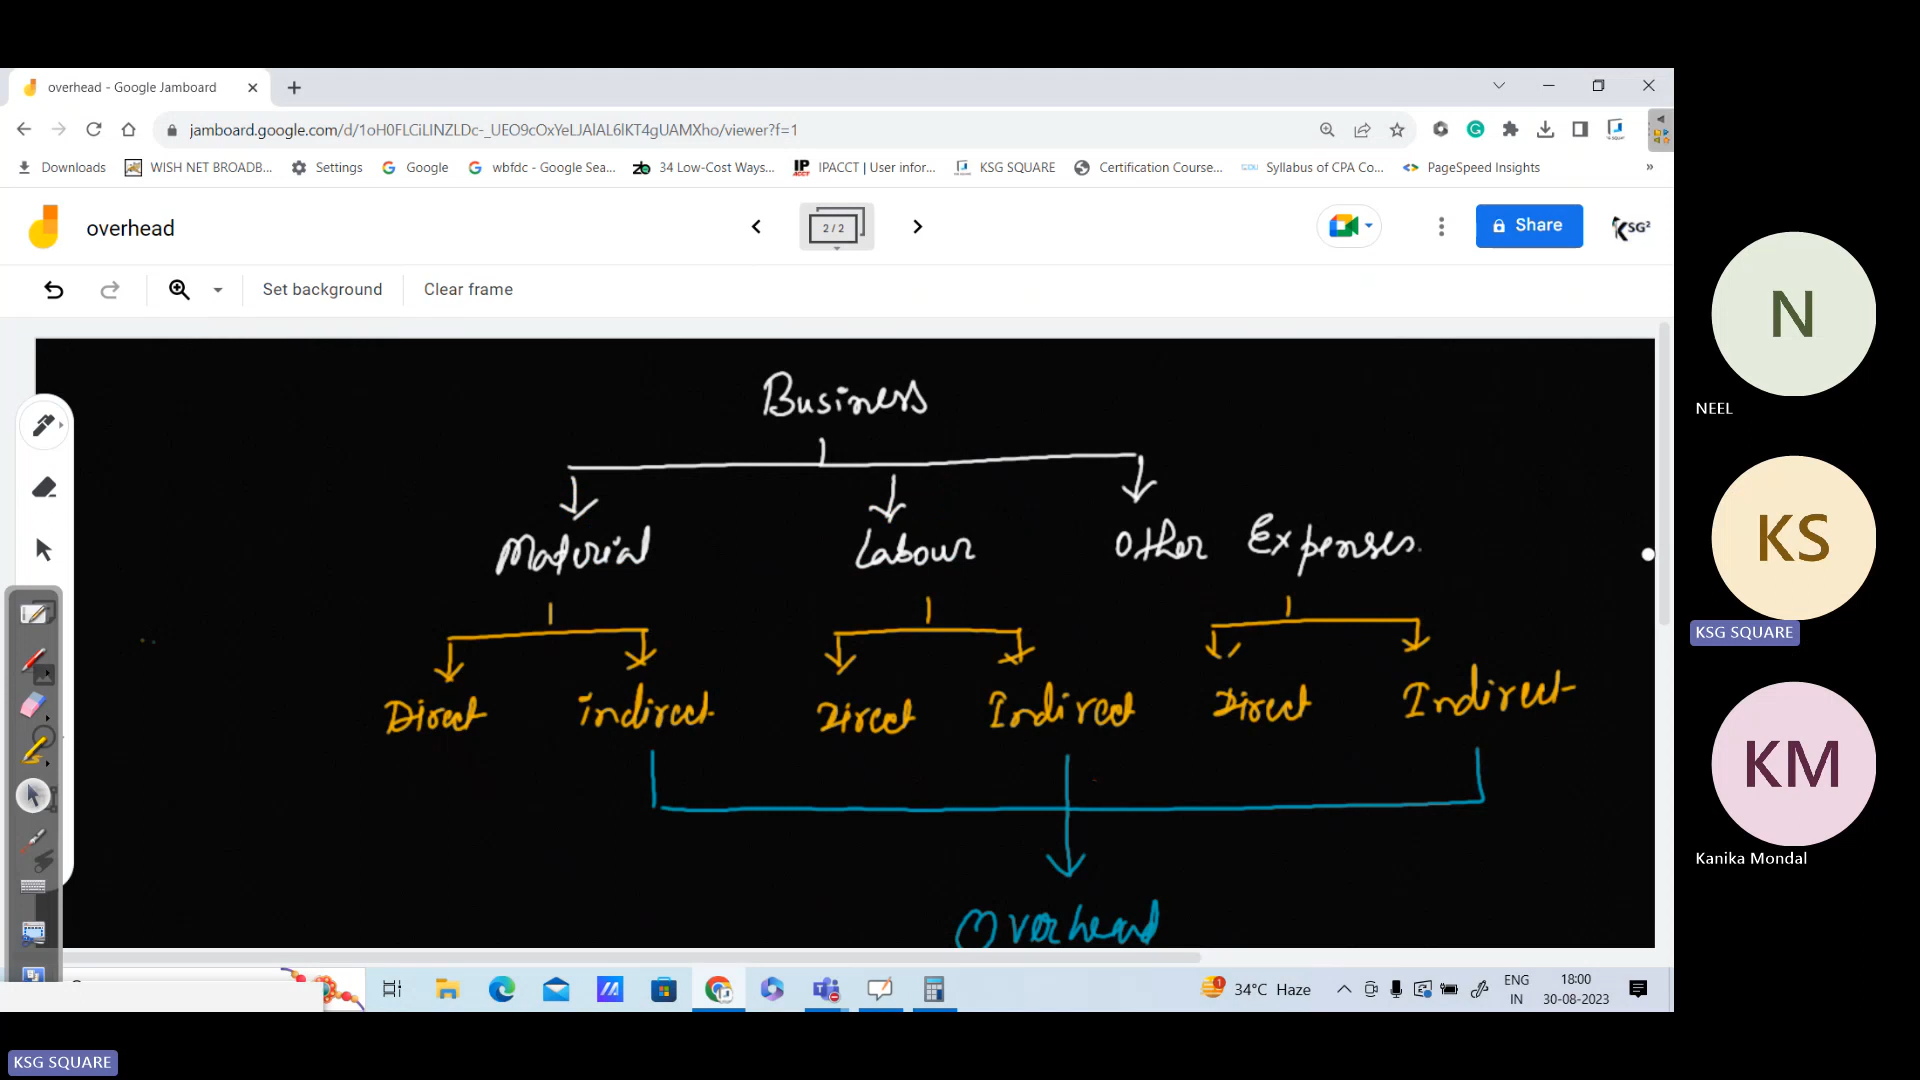 overhead - Google Jamboard
jamboard.google.com/d/1oH0FLCiLlNZLDc-_UEO9cOxYeLJAlAL6lKT4gUAMXho/viewer?f=1
Downloads WISH NET BROADB... Settings Google wbfdc - Google Sea... 34 Low-Cost Ways... IPACCT | User infor... KSG SQUARE Certification Course... Syllabus of CPA Co... PageSpeed Insights »
overhead 2 / 2 Share KSG²
Set background Clear frame
Business
Material Labour Other Expenses.
Direct indirect Direct Indirect Direct Indirect
Overhead
N
NEEL
KS
KSG SQUARE
KM
Kanika Mondal
1 34°C Haze ENG 18:00
IN 30-08-2023
KSG SQUARE